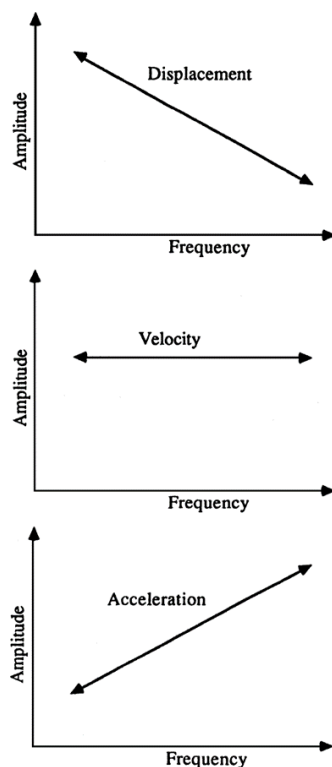 Displacement
Amplitude
Frequency
Velocity
Amplitude
Frequency
Acceleration
Amplitude
Frequency